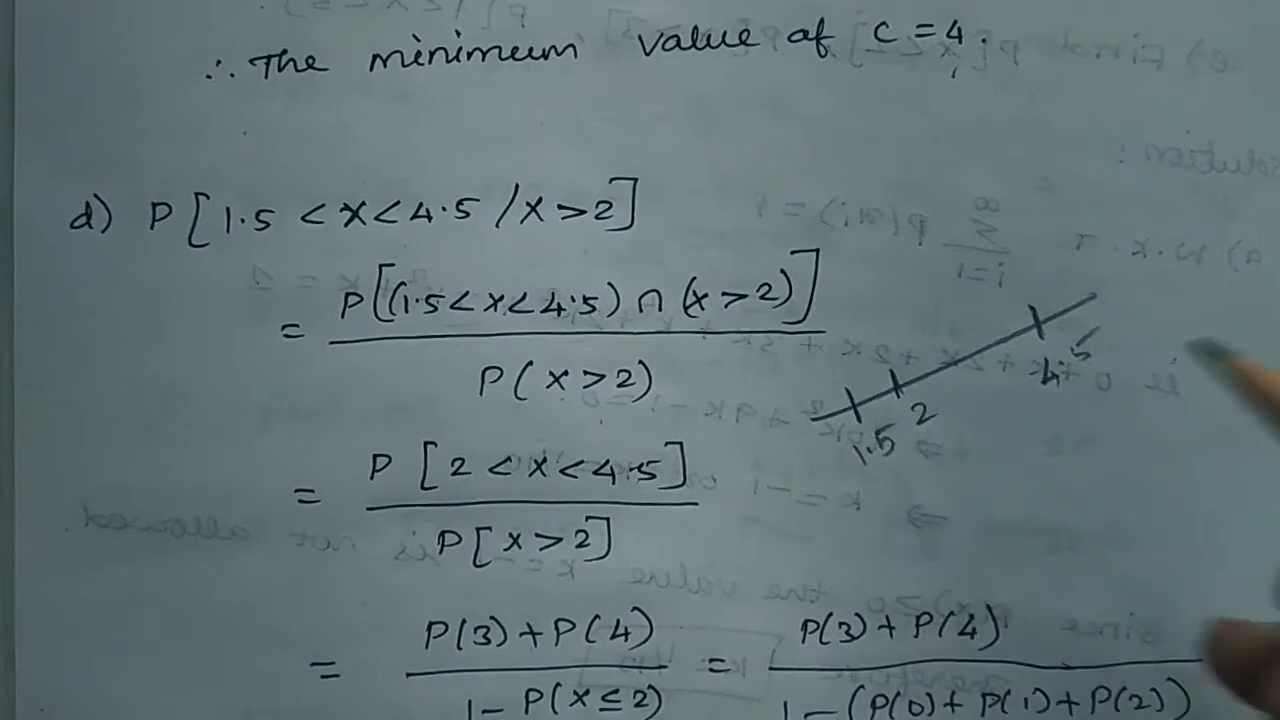 ∴ The minimum value of c = 4.
d) P[1.5 < X < 4.5 / X > 2]
= P[(1.5 < X < 4.5) ∩ (X > 2)] / P(X > 2)
1.5 2 4.5
= P[2 < X < 4.5] / P[X > 2]
= P(3) + P(4) / 1 - P(X ≤ 2) = P(3) + P(4) / 1 - (P(0) + P(1) + P(2))